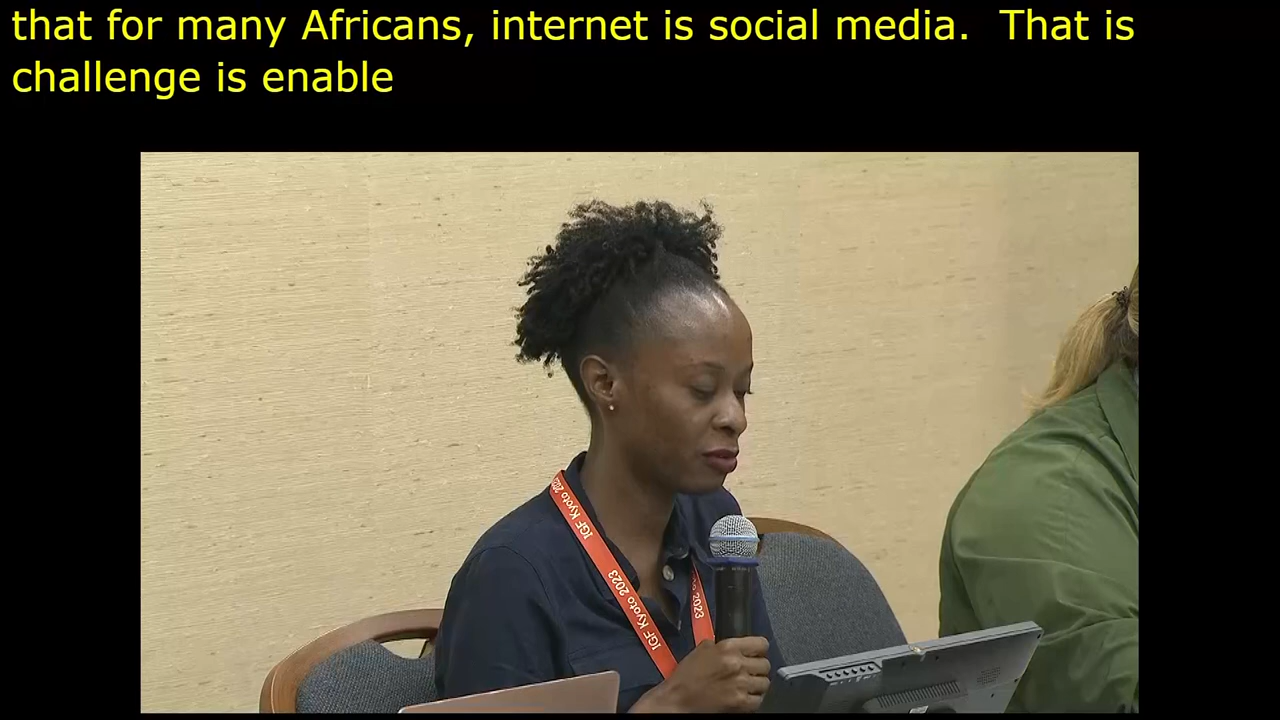 that for many Africans, internet is social media.  That is
challenge is enable
IGF Kyoto 2023
IGF Kyoto 2023
2023